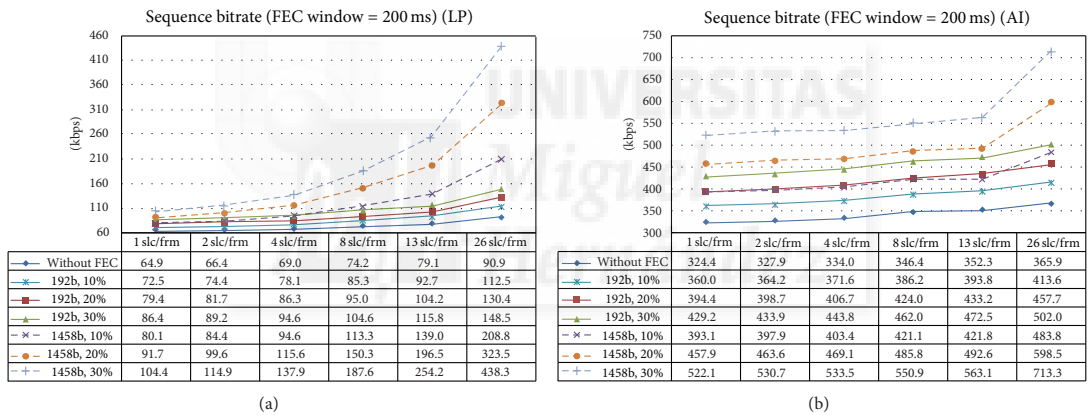 Sequence bitrate (FEC window = 200 ms) (LP)
460
410
360
310
260
210
160
110
60
(kbps)
1 slc/frm 2 slc/frm 4 slc/frm 8 slc/frm 13 slc/frm 26 slc/frm
Without FEC 64.9 66.4 69.0 74.2 79.1 90.9
192b, 10% 72.5 74.4 78.1 85.3 92.7 112.5
192b, 20% 79.4 81.7 86.3 95.0 104.2 130.4
192b, 30% 86.4 89.2 94.6 104.6 115.8 148.5
1458b, 10% 80.1 84.4 94.6 113.3 139.0 208.8
1458b, 20% 91.7 99.6 115.6 150.3 196.5 323.5
1458b, 30% 104.4 114.9 137.9 187.6 254.2 438.3
(a)
Sequence bitrate (FEC window = 200 ms) (AI)
750
700
650
600
550
500
450
400
350
300
(kbps)
1 slc/frm 2 slc/frm 4 slc/frm 8 slc/frm 13 slc/frm 26 slc/frm
Without FEC 324.4 327.9 334.0 346.4 352.3 365.9
192b, 10% 360.0 364.2 371.6 386.2 393.8 413.6
192b, 20% 394.4 398.7 406.7 424.0 433.2 457.7
192b, 30% 429.2 433.9 443.8 462.0 472.5 502.0
1458b, 10% 393.1 397.9 403.4 421.1 421.8 483.8
1458b, 20% 457.9 463.6 469.1 485.8 492.6 598.5
1458b, 30% 522.1 530.7 533.5 550.9 563.1 713.3
(b)
UNIVERSITAS
Miguel
Hernández